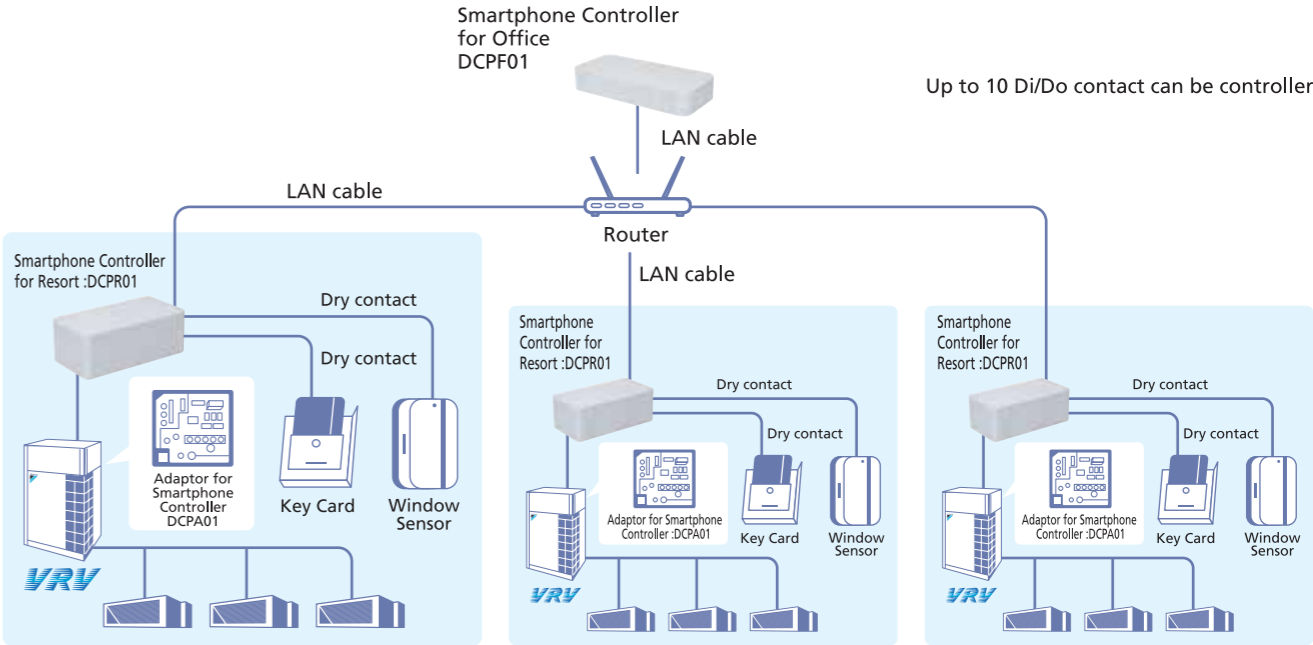 Smartphone Controller
for Office
DCPF01
Up to 10 Di/Do contact can be controller
LAN cable
LAN cable
Router
LAN cable
Smartphone Controller
for Resort :DCPR01
Dry contact
Dry contact
Adaptor for
Smartphone
Controller
DCPA01
Key Card
Window
Sensor
VRV
Smartphone
Controller for
Resort :DCPR01
Dry contact
Dry contact
Adaptor for Smartphone
Controller :DCPA01
Key Card
Window
Sensor
VRV
Smartphone
Controller for
Resort :DCPR01
Dry contact
Dry contact
Adaptor for Smartphone
Controller :DCPA01
Key Card
Window
Sensor
VRV